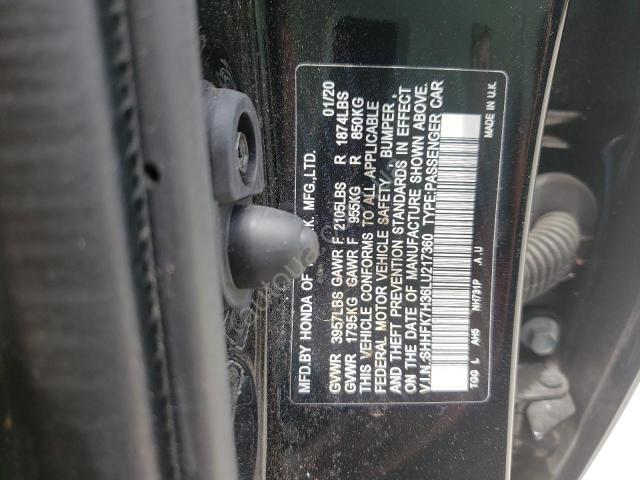 MFD.BY HONDA OF U.K. MFG.,LTD. 01/20
GVWR 3957LBS GAWR F 2105LBS R 1874LBS
GVWR 1795KG GAWR F 955KG R 850KG
THIS VEHICLE CONFORMS TO ALL APPLICABLE
FEDERAL MOTOR VEHICLE SAFETY, BUMPER,
AND THEFT PREVENTION STANDARDS IN EFFECT
ON THE DATE OF MANUFACTURE SHOWN ABOVE.
V.I.N.:SHHFK7H36LU217360 TYPE:PASSENGER CAR
TGG L AH5 NH731P A U
MADE IN U.K.